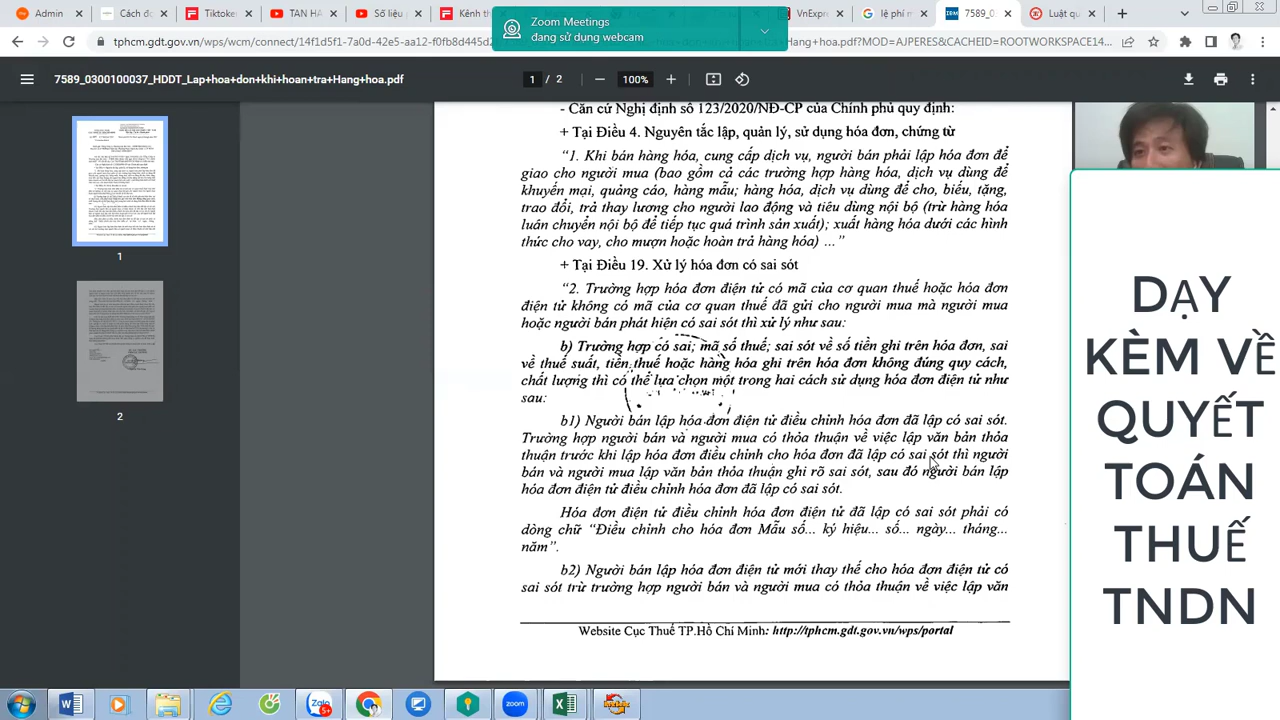 Admin
Cách đc
Tiktoker
TAN HÀ
Số liệu p
Kênh th
VnExpre
lệ phí m
7589_0
Luật qu
Zoom Meetings
đang sử dụng webcam
tphcm.gdt.gov.vn/wps/wcm/connect/14f1d5f1-7a0d-42e5-aa12-f0fb8d445d2
hoa.pdf?MOD=AJPERES&CACHEID=ROOTWORKSPACE14...
7589_0300100037_HDDT_Lap+hoa+don+khi+hoan+tra+Hang+hoa.pdf
1 / 2
100%
- Căn cứ Nghị định số 123/2020/NĐ-CP của Chính phủ quy định:
+ Tại Điều 4. Nguyên tắc lập, quản lý, sử dụng hóa đơn, chứng từ
“1. Khi bán hàng hóa, cung cấp dịch vụ, người bán phải lập hóa đơn để
giao cho người mua (bao gồm cả các trường hợp hàng hóa, dịch vụ dùng để
khuyến mại, quảng cáo, hàng mẫu; hàng hóa, dịch vụ dùng để cho, biếu, tặng,
trao đổi, trả thay lương cho người lao động và tiêu dùng nội bộ (trừ hàng hóa
luân chuyển nội bộ để tiếp tục quá trình sản xuất); xuất hàng hóa dưới các hình
thức cho vay, cho mượn hoặc hoàn trả hàng hóa) ...”
+ Tại Điều 19. Xử lý hóa đơn có sai sót
“2. Trường hợp hóa đơn điện tử có mã của cơ quan thuế hoặc hóa đơn
điện tử không có mã của cơ quan thuế đã gửi cho người mua mà người mua
hoặc người bán phát hiện có sai sót thì xử lý như sau:
b) Trường hợp có sai: mã số thuế; sai sót về số tiền ghi trên hóa đơn, sai
về thuế suất, tiền thuế hoặc hàng hóa ghi trên hóa đơn không đúng quy cách,
chất lượng thì có thể lựa chọn một trong hai cách sử dụng hóa đơn điện tử như
sau:
b1) Người bán lập hóa đơn điện tử điều chỉnh hóa đơn đã lập có sai sót.
Trường hợp người bán và người mua có thỏa thuận về việc lập văn bản thỏa
thuận trước khi lập hóa đơn điều chỉnh cho hóa đơn đã lập có sai sót thì người
bán và người mua lập văn bản thỏa thuận ghi rõ sai sót, sau đó người bán lập
hóa đơn điện tử điều chỉnh hóa đơn đã lập có sai sót.
Hóa đơn điện tử điều chỉnh hóa đơn điện tử đã lập có sai sót phải có
dòng chữ “Điều chỉnh cho hóa đơn Mẫu số... ký hiệu... số... ngày... tháng...
năm”.
b2) Người bán lập hóa đơn điện tử mới thay thế cho hóa đơn điện tử có
sai sót trừ trường hợp người bán và người mua có thỏa thuận về việc lập văn
Website Cục Thuế TP.Hồ Chí Minh: http://tphcm.gdt.gov.vn/wps/portal
1
2
DẠY
KÈM VỀ
QUYẾT
TOÁN
THUẾ
TNDN
Zalo
5+
zoom